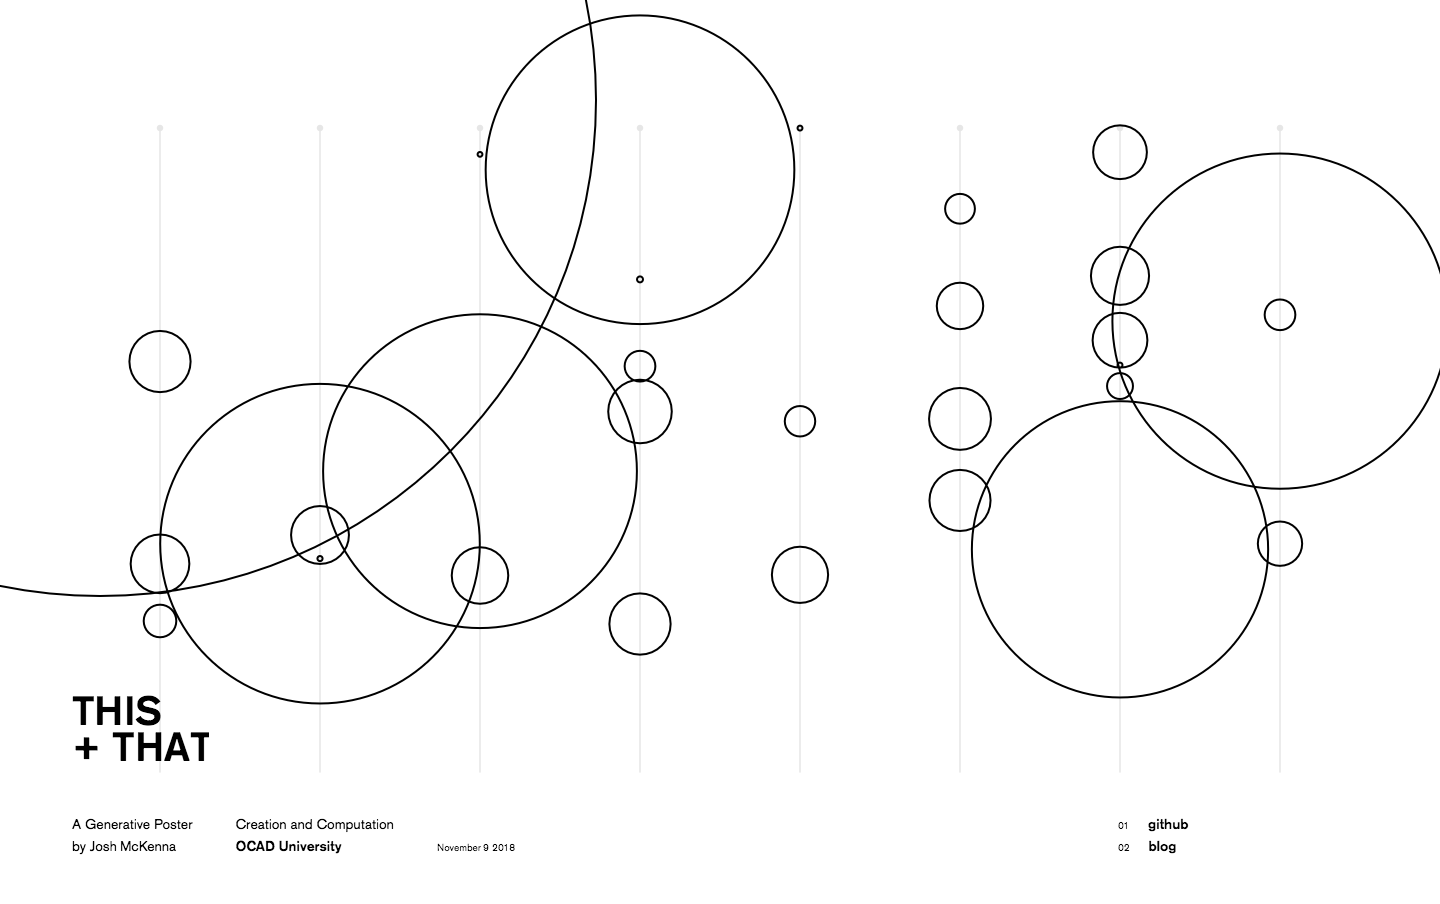 THIS
+ THAT
A Generative Poster
by Josh McKenna
Creation and Computation
OCAD University
November 9 2018
01 github
02 blog